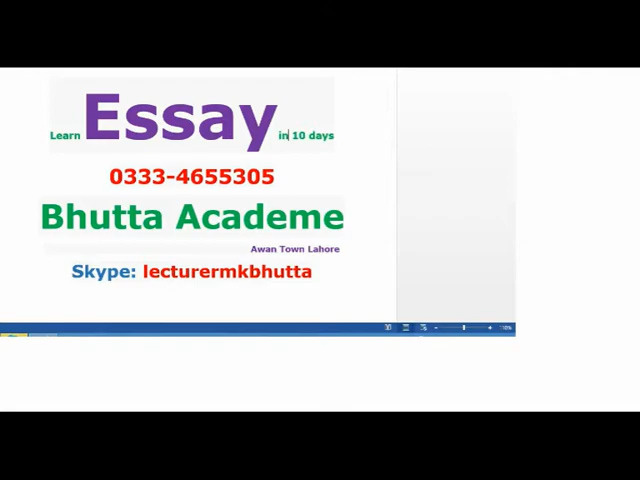 Learn Essay in 10 days
0333-4655305
Bhutta Academe
Awan Town Lahore
Skype: lecturermkbhutta